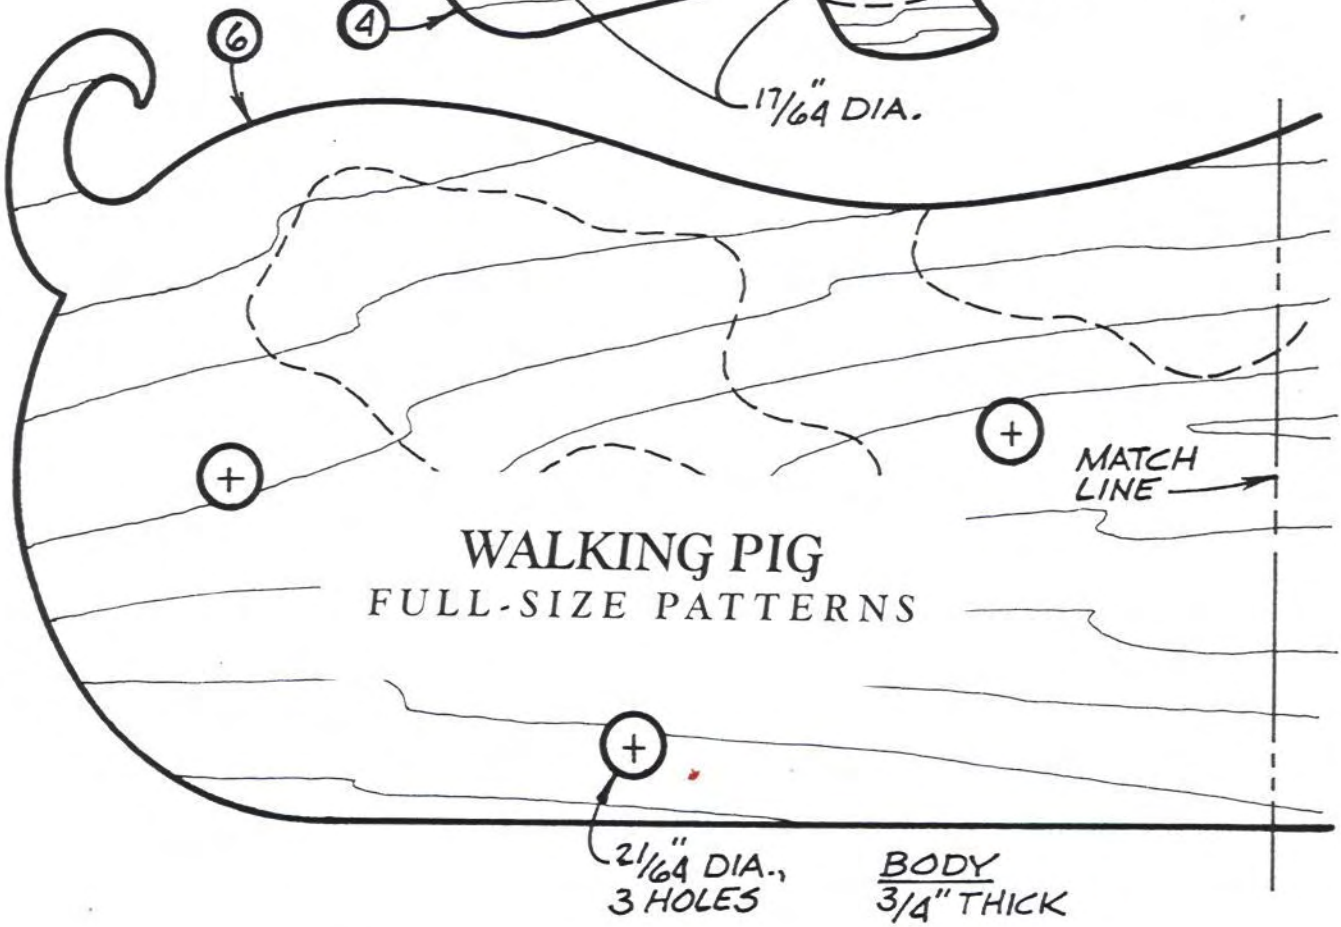 6
4
17/64" DIA.
MATCH
LINE
WALKING PIG
FULL-SIZE PATTERNS
21/64" DIA.,
3 HOLES
BODY
3/4" THICK